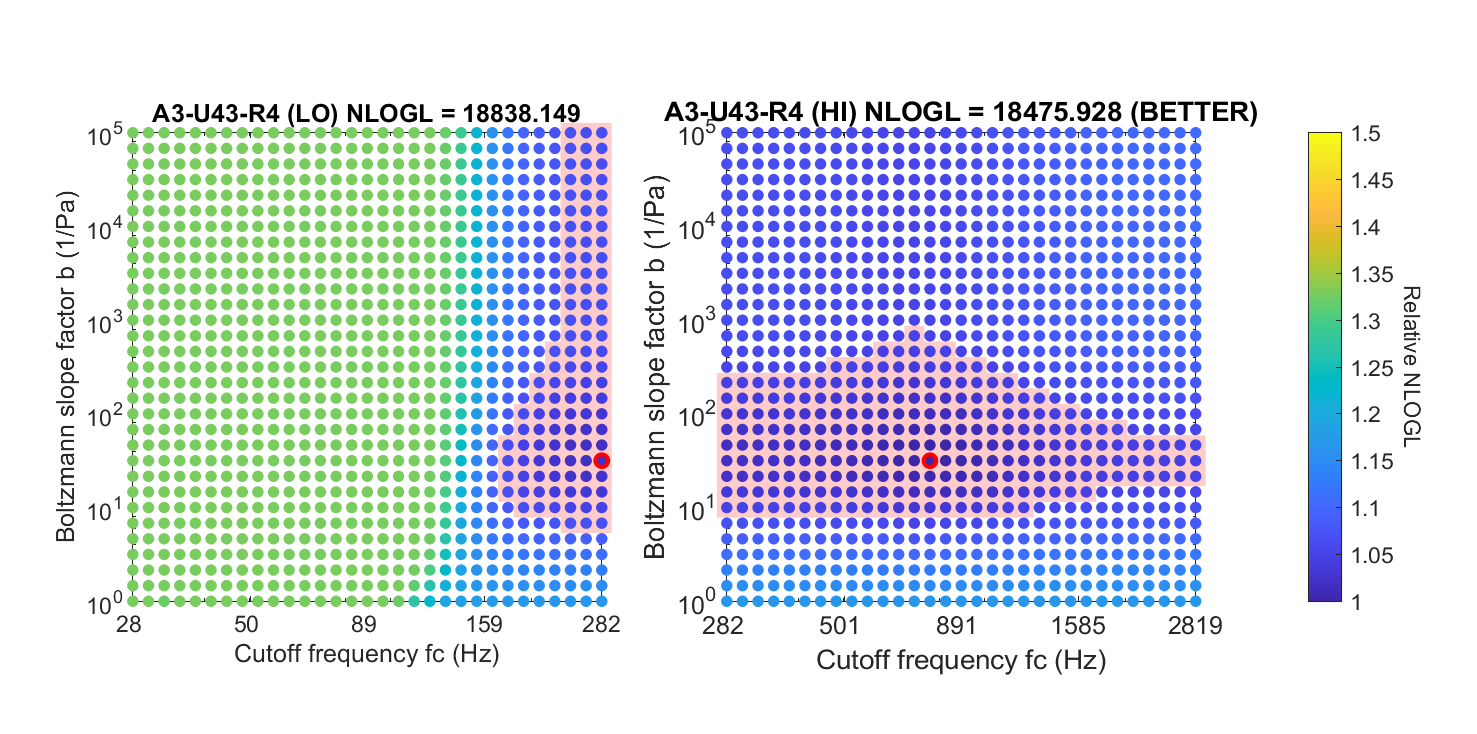 A3-U43-R4 (LO) NLOGL = 18838.149
A3-U43-R4 (HI) NLOGL = 18475.928 (BETTER)
Boltzmann slope factor b (1/Pa)
10^5
10^4
10^3
10^2
10^1
10^0
28 50 89 159 282
Cutoff frequency fc (Hz)
Boltzmann slope factor b (1/Pa)
10^5
10^4
10^3
10^2
10^1
10^0
282 501 891 1585 2819
Cutoff frequency fc (Hz)
1.5
1.45
1.4
1.35
1.3
1.25
1.2
1.15
1.1
1.05
1
Relative NLOGL